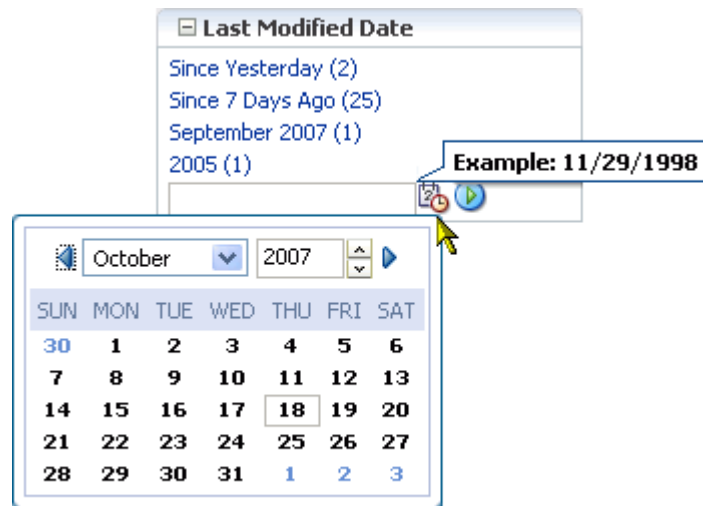 Last Modified Date
Since Yesterday (2)
Since 7 Days Ago (25)
September 2007 (1)
2005 (1)
Example: 11/29/1998
October 2007
SUN MON TUE WED THU FRI SAT
30 1 2 3 4 5 6
7 8 9 10 11 12 13
14 15 16 17 18 19 20
21 22 23 24 25 26 27
28 29 30 31 1 2 3